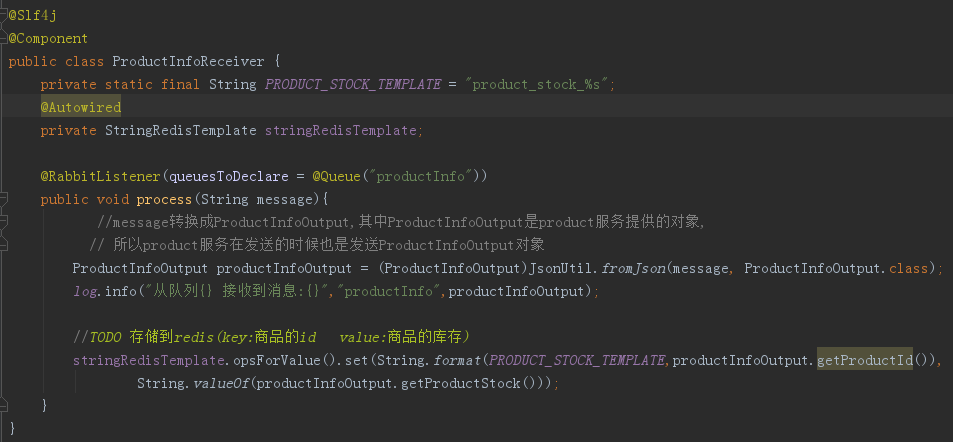 @Slf4j
@Component
public class ProductInfoReceiver {
    private static final String PRODUCT_STOCK_TEMPLATE = "product_stock_%s";
    @Autowired
    private StringRedisTemplate stringRedisTemplate;

    @RabbitListener(queuesToDeclare = @Queue("productInfo"))
    public void process(String message){
            //message转换成ProductInfoOutput,其中ProductInfoOutput是product服务提供的对象,
           // 所以product服务在发送的时候也是发送ProductInfoOutput对象
        ProductInfoOutput productInfoOutput = (ProductInfoOutput)JsonUtil.fromJson(message, ProductInfoOutput.class);
        log.info("从队列{} 接收到消息:{}","productInfo",productInfoOutput);

        //TODO 存储到redis(key:商品的id   value:商品的库存)
        stringRedisTemplate.opsForValue().set(String.format(PRODUCT_STOCK_TEMPLATE,productInfoOutput.getProductId()),
                String.valueOf(productInfoOutput.getProductStock()));
    }
}